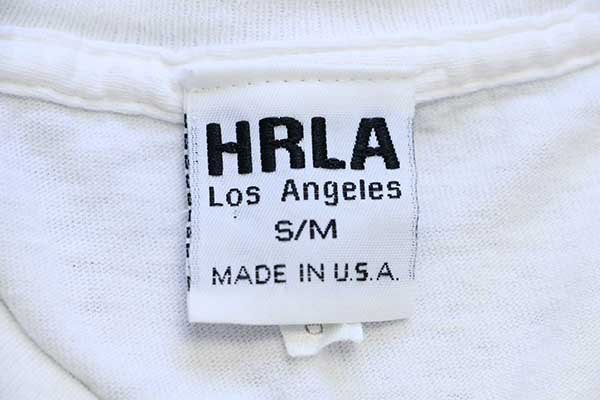 HRLA
Los Angeles
S/M
MADE IN U.S.A.